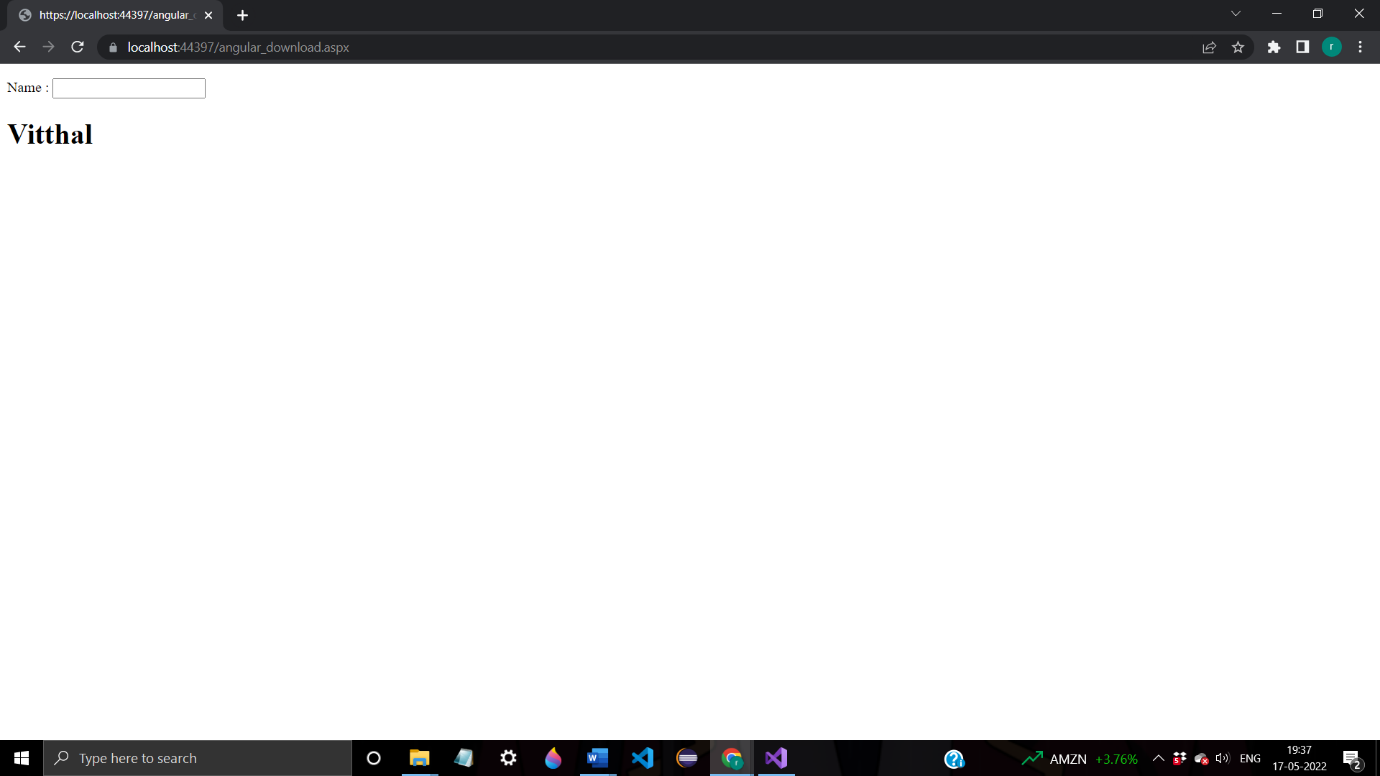 https://localhost:44397/angular_
localhost:44397/angular_download.aspx
r
Name :
Vitthal
Type here to search
W
r
AMZN +3.76%
ENG
19:37
17-05-2022
2